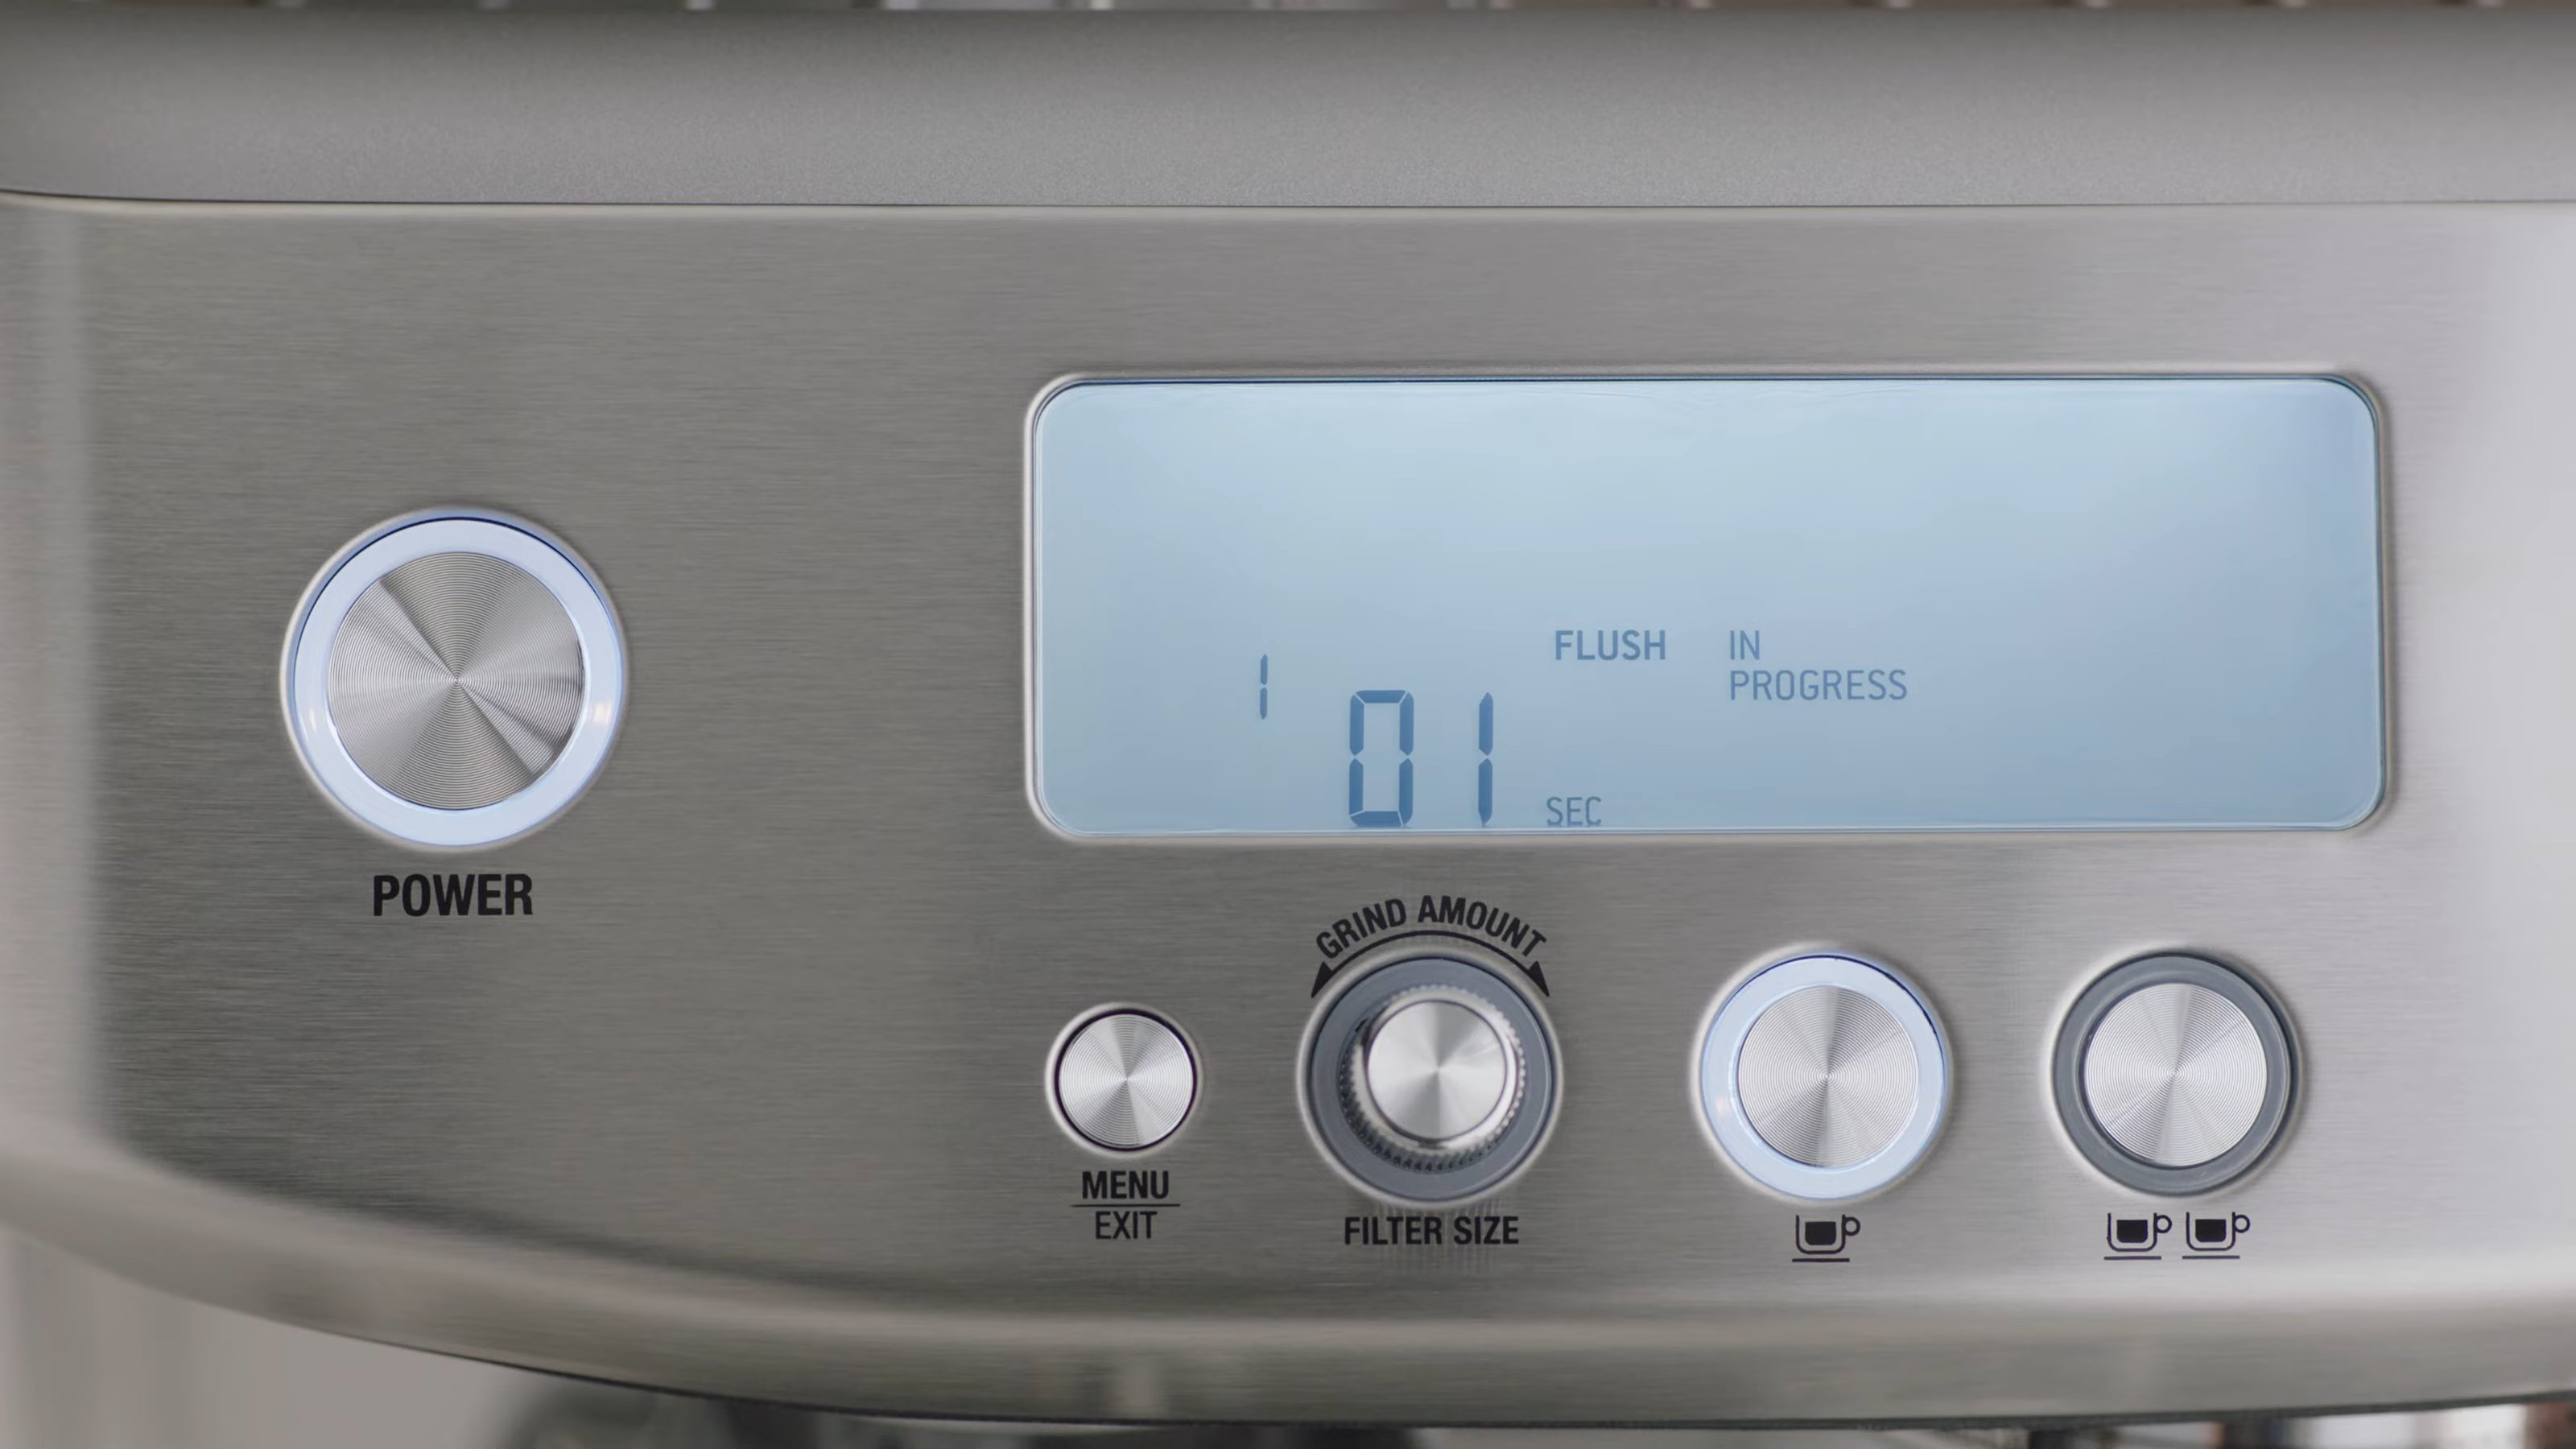 FLUSH IN
PROGRESS
1
01 SEC
POWER
GRIND AMOUNT
MENU
EXIT
FILTER SIZE